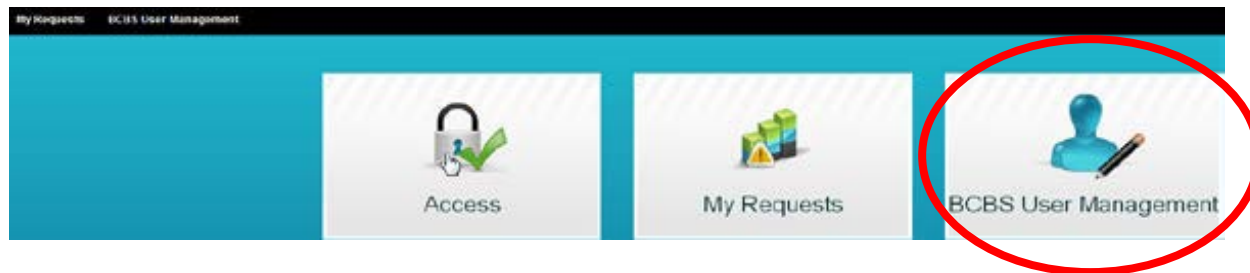 My Requests BCBS User Management
Access
My Requests
BCBS User Management